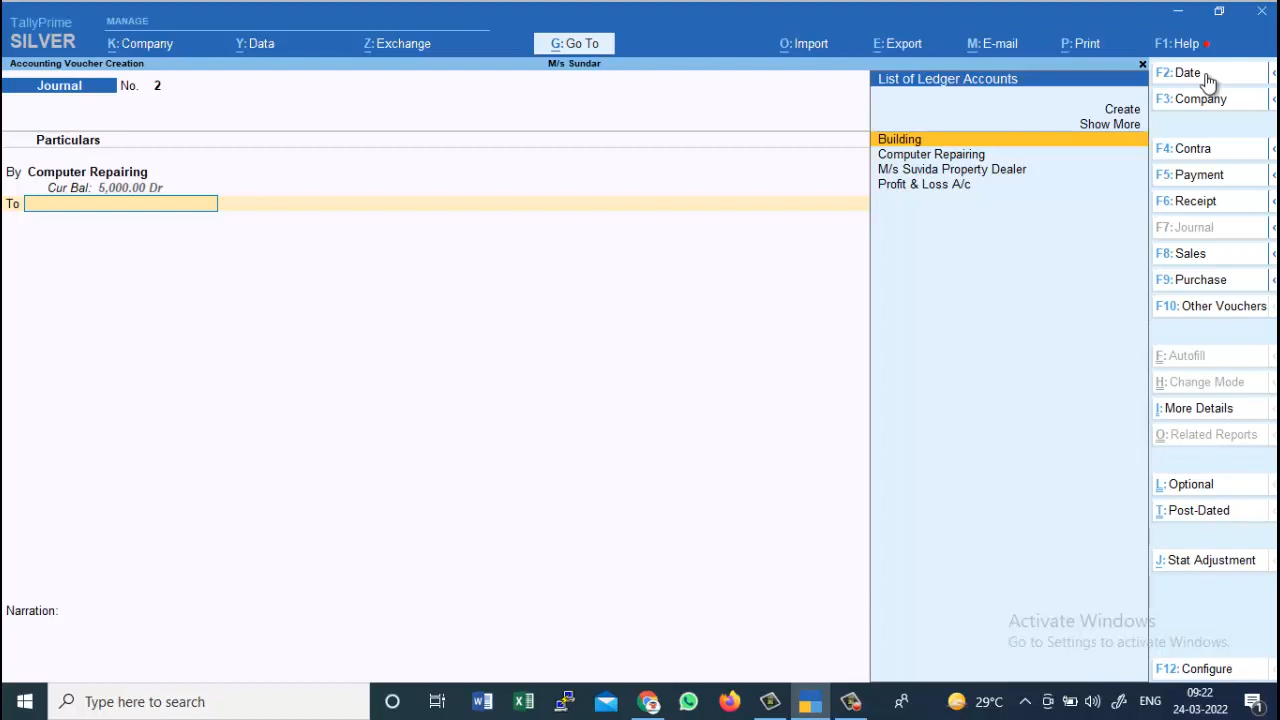 TallyPrime
SILVER
MANAGE
K: Company
Y: Data
Z: Exchange
G: Go To
O: Import
E: Export
M: E-mail
P: Print
F1: Help
Accounting Voucher Creation
M/s Sundar
Journal No. 2
Particulars
By Computer Repairing
Cur Bal: 5,000.00 Dr
To
Narration:
List of Ledger Accounts
Create
Show More
Building
Computer Repairing
M/s Suvida Property Dealer
Profit & Loss A/c
F2: Date
F3: Company
F4: Contra
F5: Payment
F6: Receipt
F7: Journal
F8: Sales
F9: Purchase
F10: Other Vouchers
F: Autofill
H: Change Mode
I: More Details
O: Related Reports
L: Optional
T: Post-Dated
J: Stat Adjustment
Activate Windows
Go to Settings to activate Windows.
F12: Configure
Type here to search
29°C
ENG
09:22
24-03-2022
1